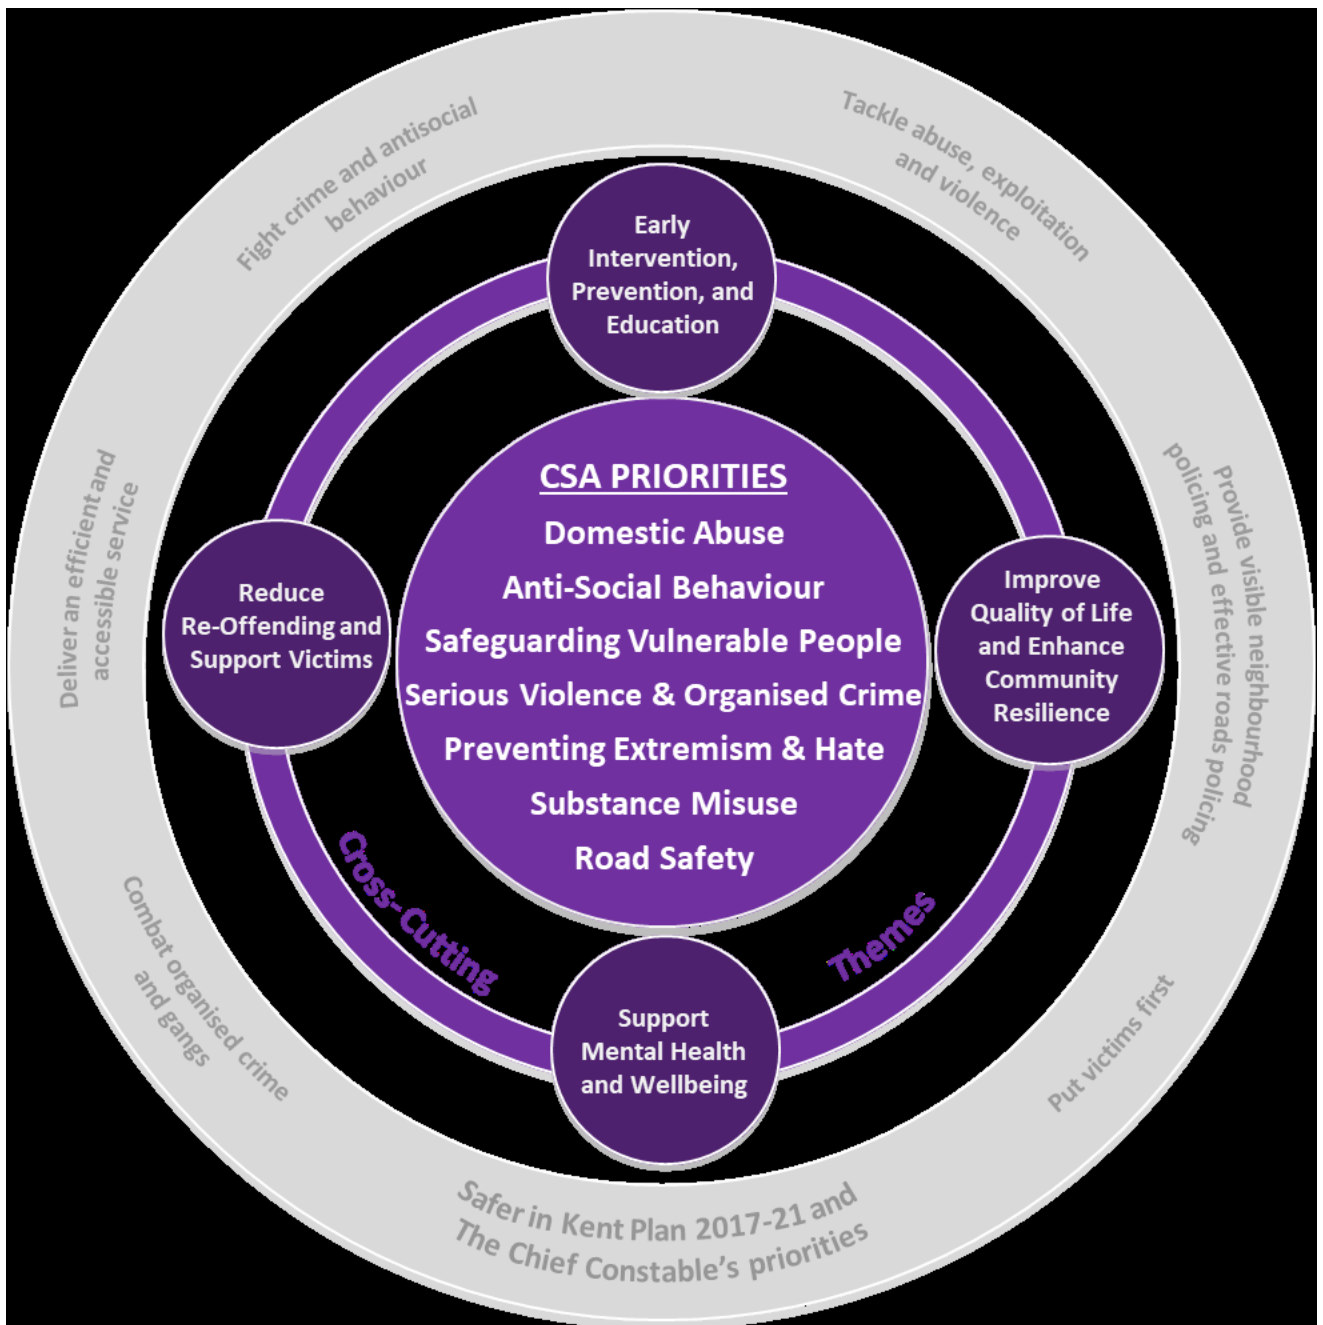 Fight crime and antisocial
behaviour
Tackle abuse, exploitation
and violence
Early
Intervention,
Prevention, and
Education
Deliver an efficient and
accessible service
Provide visible neighbourhood
policing and effective roads policing
CSA PRIORITIES
Domestic Abuse
Anti-Social Behaviour
Safeguarding Vulnerable People
Serious Violence & Organised Crime
Preventing Extremism & Hate
Substance Misuse
Road Safety
Reduce
Re-Offending and
Support Victims
Improve
Quality of Life
and Enhance
Community
Resilience
Cross-Cutting
Themes
Support
Mental Health
and Wellbeing
Combat organised crime
and gangs
Put victims first
Safer in Kent Plan 2017-21 and
The Chief Constable's priorities